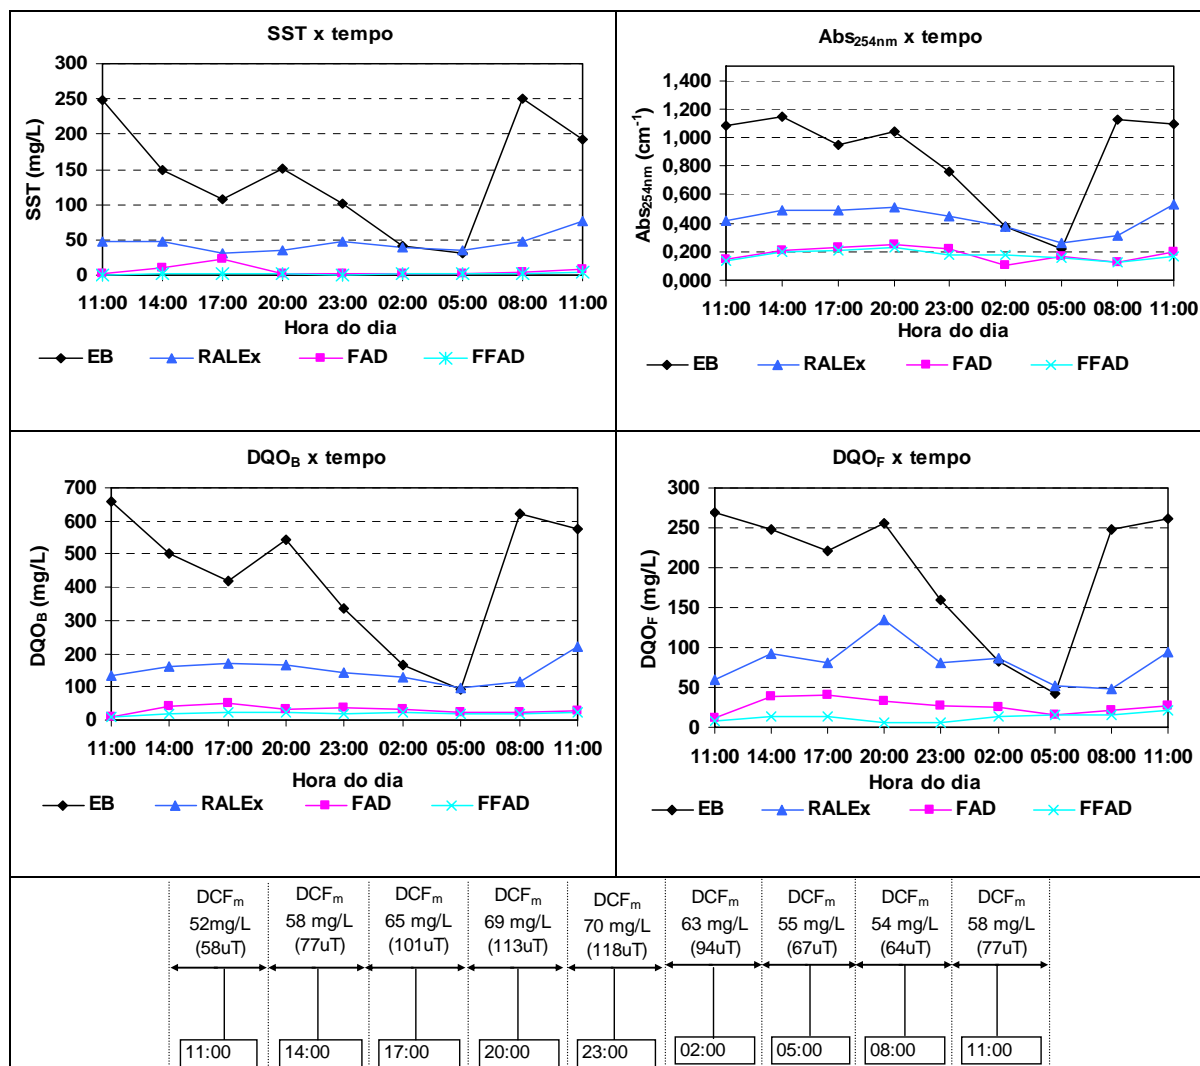 SST x tempo
300
250
200
150
100
50
0
SST (mg/L)
11:00 14:00 17:00 20:00 23:00 02:00 05:00 08:00 11:00
Hora do dia
EB RALEx FAD FFAD
Abs254nm x tempo
1,400
1,200
1,000
0,800
0,600
0,400
0,200
0,000
Abs254nm (cm-1)
11:00 14:00 17:00 20:00 23:00 02:00 05:00 08:00 11:00
Hora do dia
EB RALEx FAD FFAD
DQOB x tempo
700
600
500
400
300
200
100
0
DQOB (mg/L)
11:00 14:00 17:00 20:00 23:00 02:00 05:00 08:00 11:00
Hora do dia
EB RALEx FAD FFAD
DQOF x tempo
300
250
200
150
100
50
0
DQOF (mg/L)
11:00 14:00 17:00 20:00 23:00 02:00 05:00 08:00 11:00
Hora do dia
EB RALEx FAD FFAD
DCFm DCFm DCFm DCFm DCFm DCFm DCFm DCFm DCFm
52mg/L 58 mg/L 65 mg/L 69 mg/L 70 mg/L 63 mg/L 55 mg/L 54 mg/L 58 mg/L
(58uT) (77uT) (101uT) (113uT) (118uT) (94uT) (67uT) (64uT) (77uT)
11:00 14:00 17:00 20:00 23:00 02:00 05:00 08:00 11:00